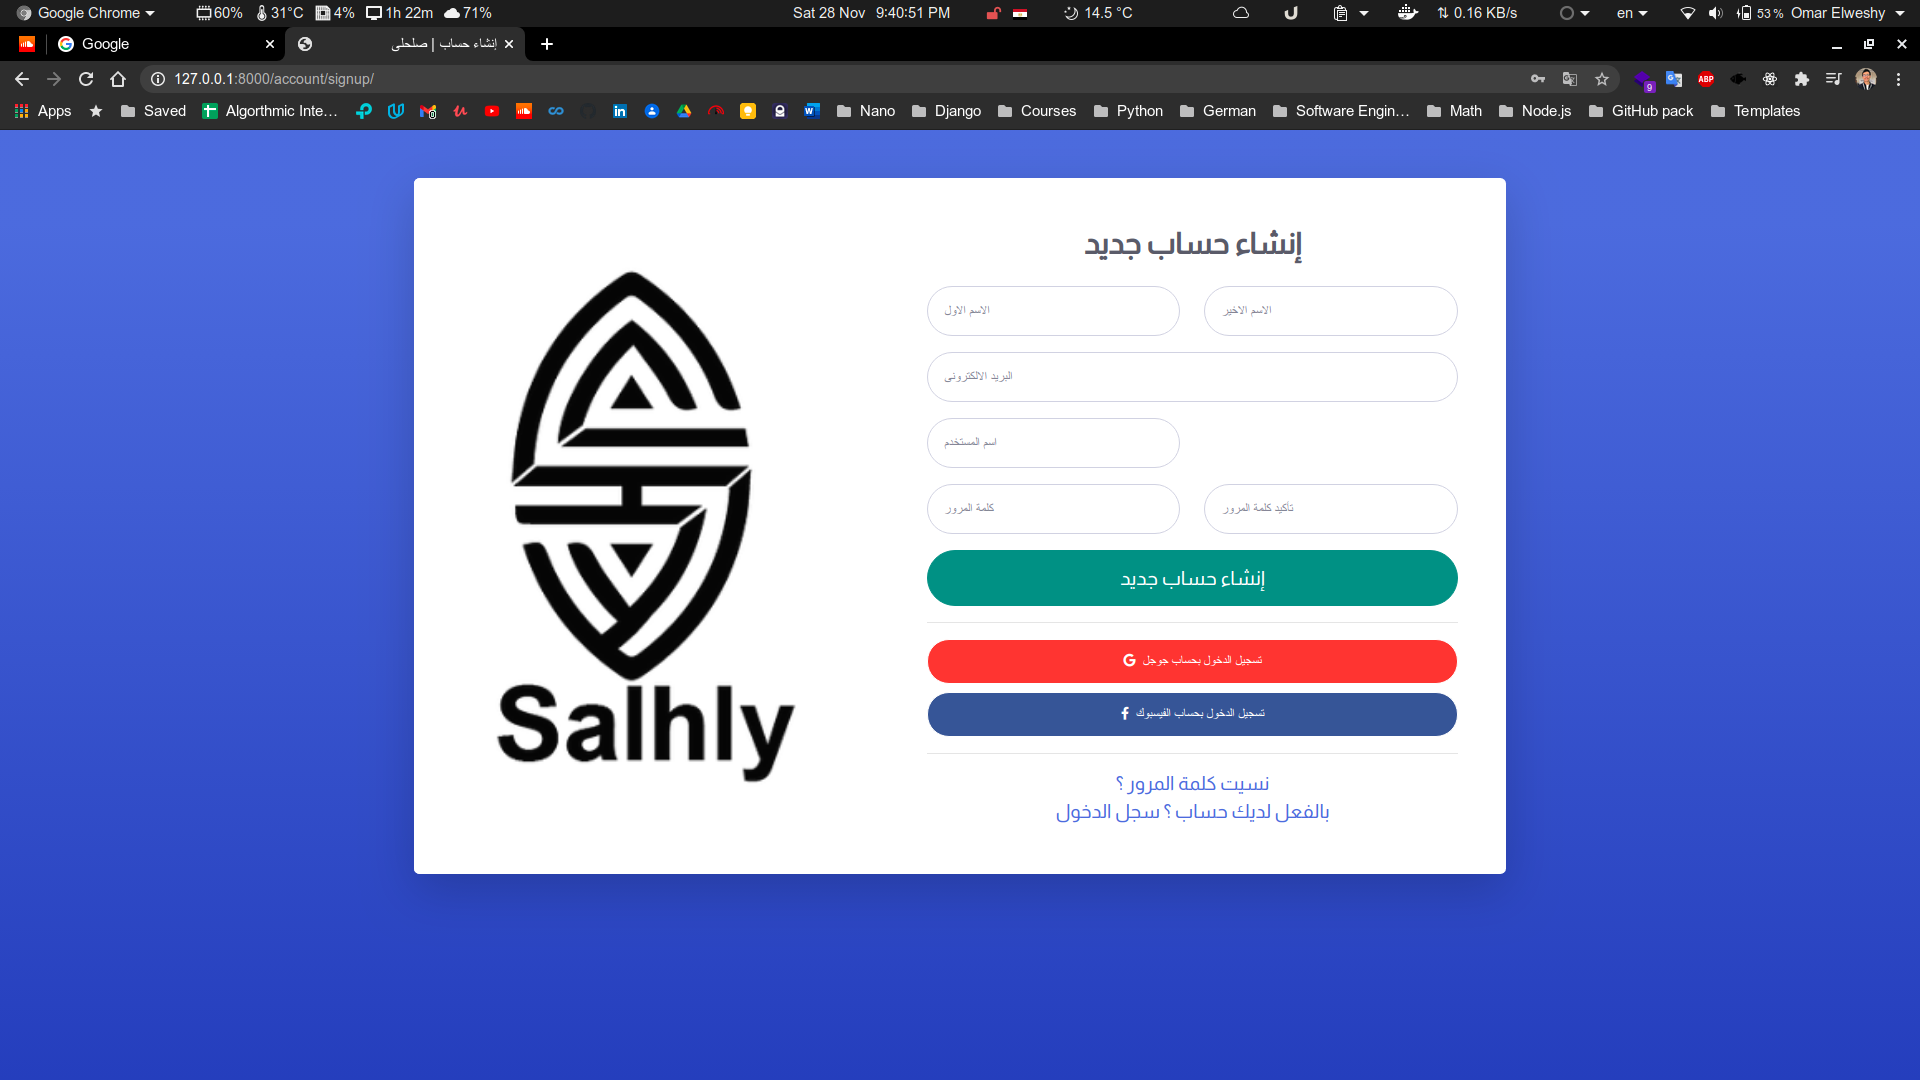 Google Chrome 60% 31°C 4% 1h 22m 71% Sat 28 Nov 9:40:51 PM 14.5 °C 0.16 KB/s en 53 % Omar Elweshy
Google إنشاء حساب | صلحلى
127.0.0.1:8000/account/signup/ 9 ABP
Apps Saved Algorthmic Inte… Nano Django Courses Python German Software Engin… Math Node.js GitHub pack Templates
إنشاء حساب جديد
الاسم الاول الاسم الاخير
البريد الالكترونى
اسم المستخدم
كلمة المرور تأكيد كلمة المرور
إنشاء حساب جديد
تسجيل الدخول بحساب جوجل
تسجيل الدخول بحساب الفيسبوك
نسيت كلمة المرور ؟
بالفعل لديك حساب ؟ سجل الدخول
Salhly